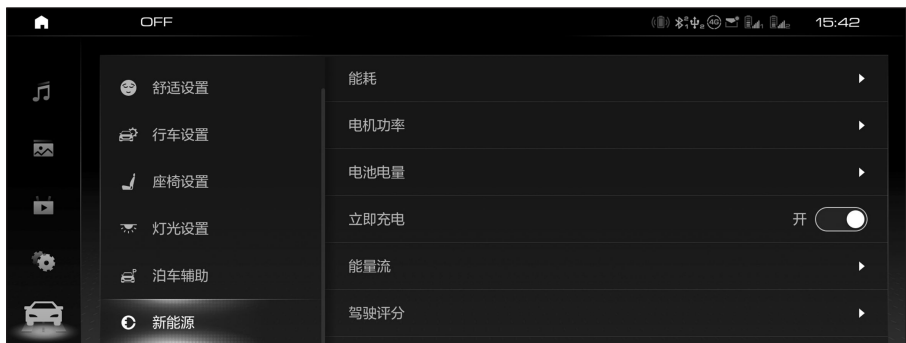 OFF 4G 15:42
舒适设置
行车设置
座椅设置
灯光设置
泊车辅助
新能源
能耗
电机功率
电池电量
立即充电 开
能量流
驾驶评分